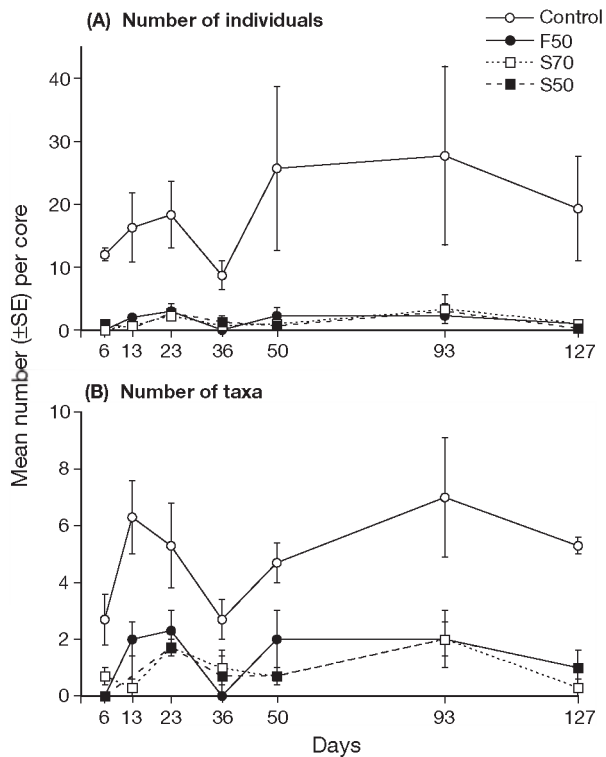 (A) Number of individuals
Control
F50
S70
S50
40
30
20
10
0
6 13 23 36 50 93 127
Mean number (±SE) per core
(B) Number of taxa
10
8
6
4
2
0
6 13 23 36 50 93 127
Days